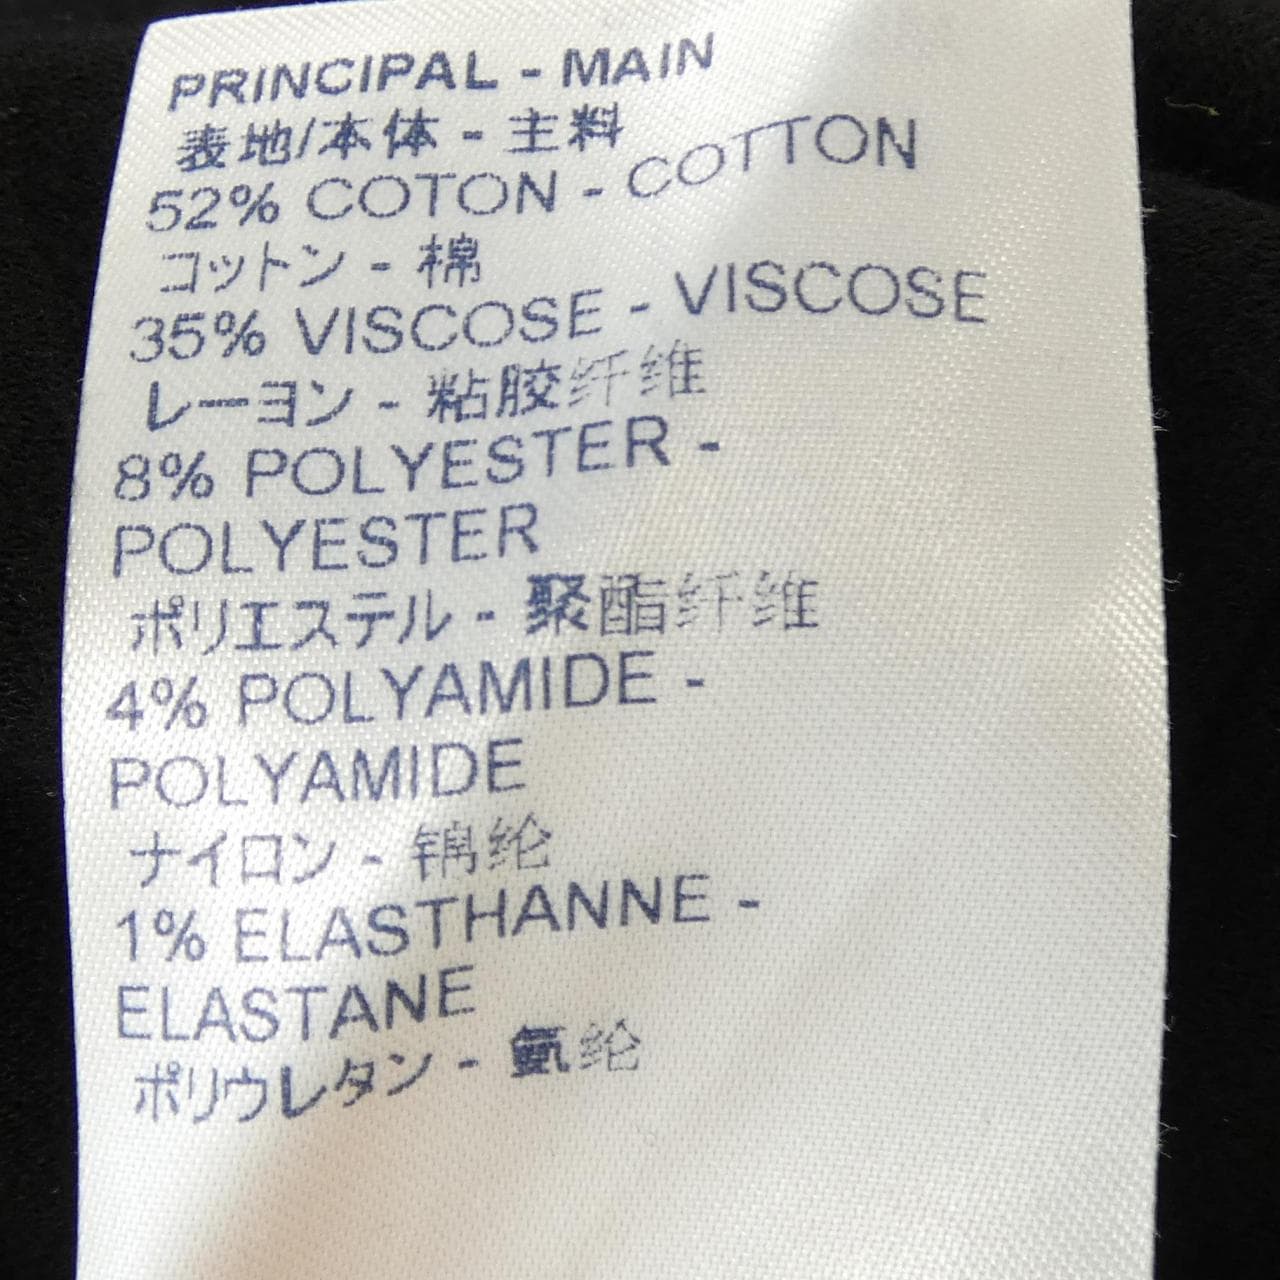 PRINCIPAL - MAIN
表地/本体 - 主料
52% COTON - COTTON
コットン - 棉
35% VISCOSE - VISCOSE
レーヨン - 粘胶纤维
8% POLYESTER -
POLYESTER
ポリエステル - 聚酯纤维
4% POLYAMIDE -
POLYAMIDE
ナイロン - 锦纶
1% ELASTHANNE -
ELASTANE
ポリウレタン - 氨纶